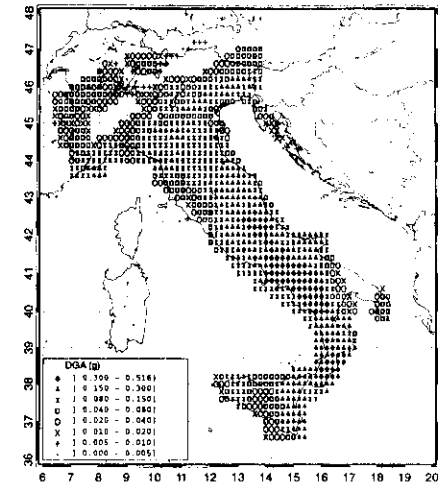 48
47
46
45
44
43
42
41
40
39
38
37
36
6 7 8 9 10 11 12 13 14 15 16 17 18 19 20
DGA (g)
] 0.300 - 0.516]
] 0.150 - 0.300]
] 0.080 - 0.150]
] 0.040 - 0.080]
] 0.020 - 0.040]
] 0.010 - 0.020]
] 0.005 - 0.010]
] 0.000 - 0.005]